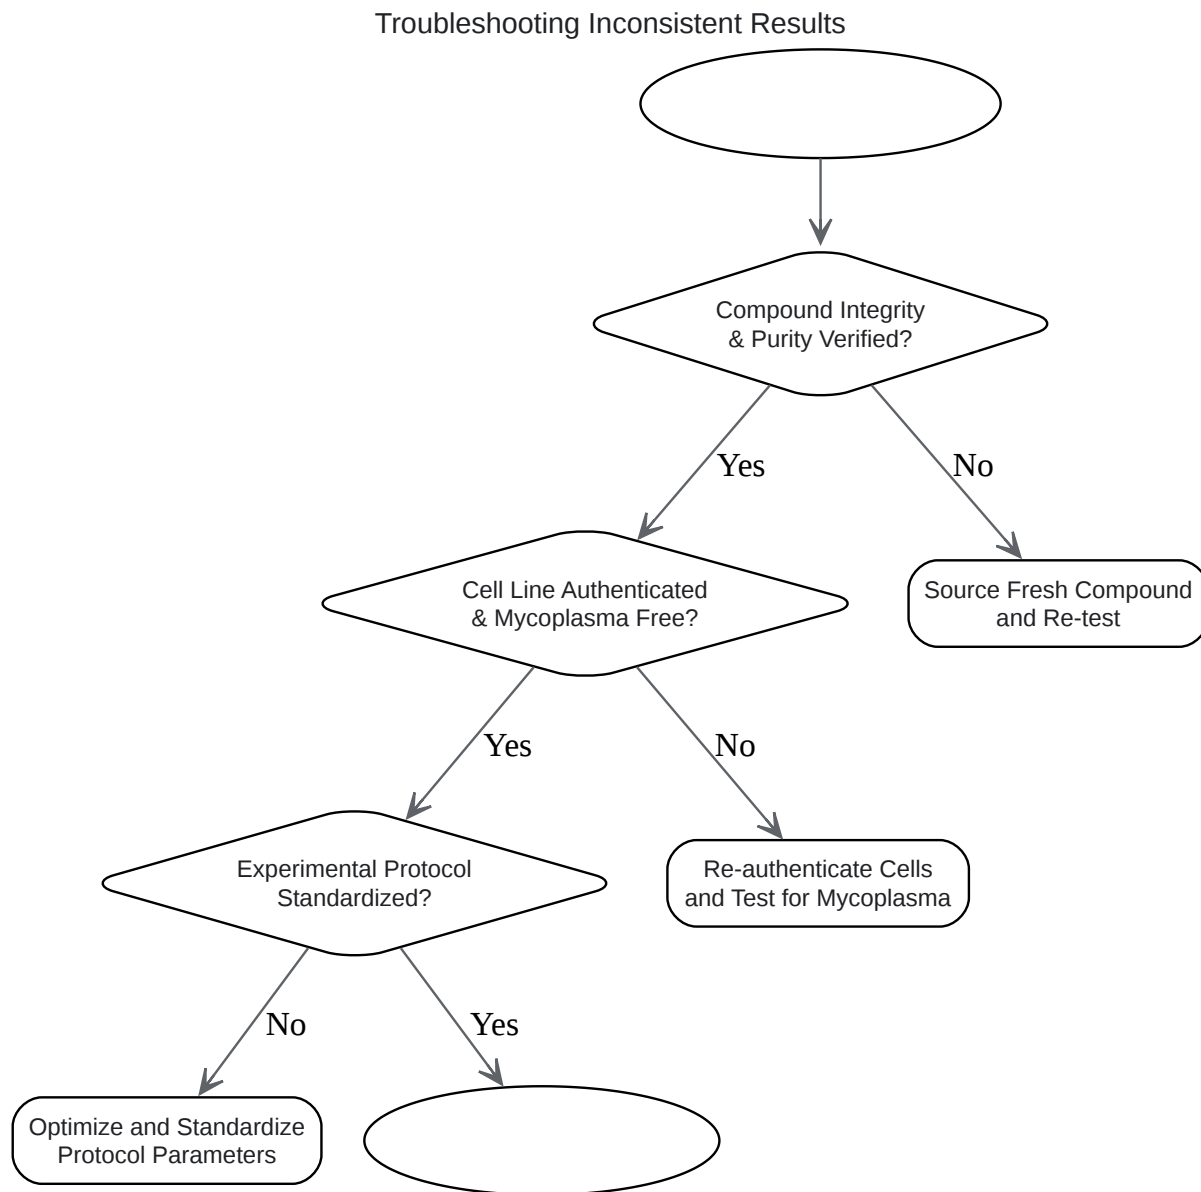 Troubleshooting Inconsistent Results
Compound Integrity
& Purity Verified?
Yes
No
Cell Line Authenticated
& Mycoplasma Free?
Source Fresh Compound
and Re-test
Yes
No
Experimental Protocol
Standardized?
Re-authenticate Cells
and Test for Mycoplasma
No
Yes
Optimize and Standardize
Protocol Parameters